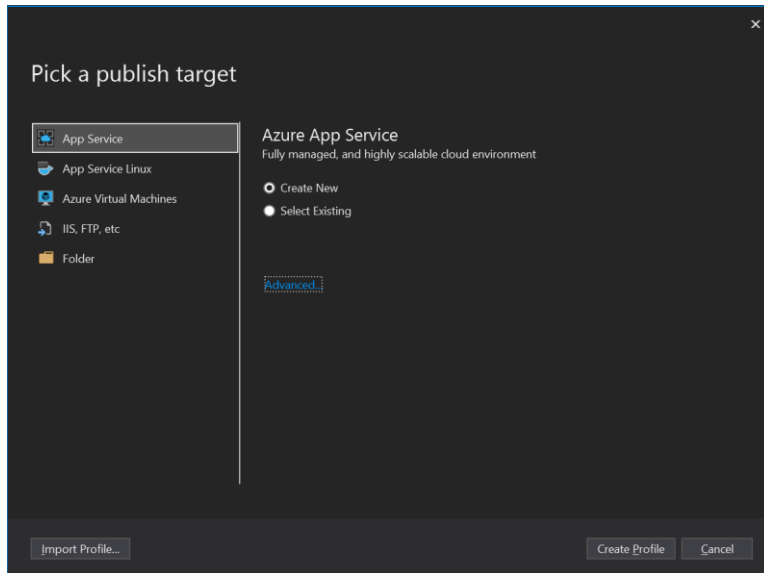 Pick a publish target
App Service
App Service Linux
Azure Virtual Machines
IIS, FTP, etc
Folder
Azure App Service
Fully managed, and highly scalable cloud environment
Create New
Select Existing
Advanced...
Import Profile...
Create Profile
Cancel